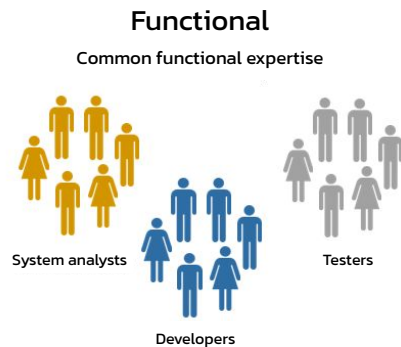 Functional
Common functional expertise
System analysts
Testers
Developers